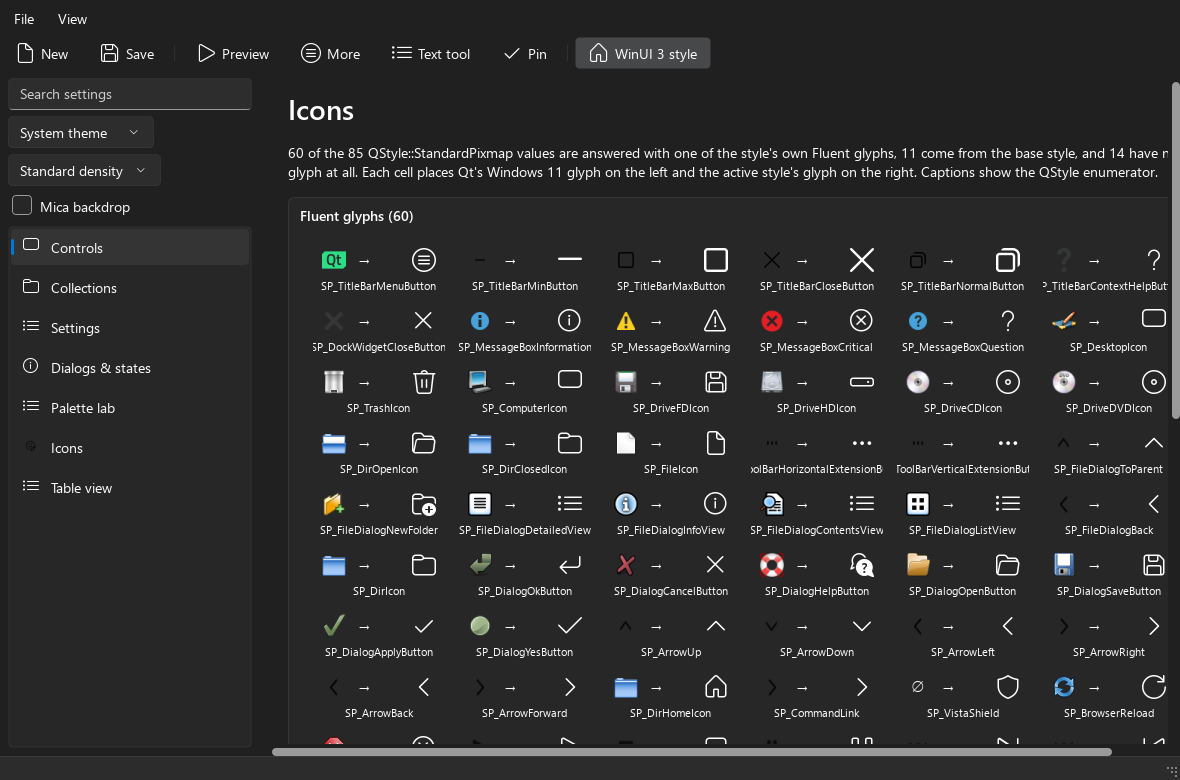 File View
New Save Preview More Text tool Pin WinUI 3 style
Search settings
System theme
Standard density
Mica backdrop
Controls
Collections
Settings
Dialogs & states
Palette lab
Icons
Table view
Icons
60 of the 85 QStyle::StandardPixmap values are answered with one of the style's own Fluent glyphs, 11 come from the base style, and 14 have
glyph at all. Each cell places Qt's Windows 11 glyph on the left and the active style's glyph on the right. Captions show the QStyle enumerator.
Fluent glyphs (60)
Qt → → → → → ? → ?
SP_TitleBarMenuButton SP_TitleBarMinButton SP_TitleBarMaxButton SP_TitleBarCloseButton SP_TitleBarNormalButton P_TitleBarContextHelpButt
SP_DockWidgetCloseButton SP_MessageBoxInformation SP_MessageBoxWarning SP_MessageBoxCritical SP_MessageBoxQuestion SP_DesktopIcon
SP_TrashIcon SP_ComputerIcon SP_DriveFDIcon SP_DriveHDIcon SP_DriveCDIcon SP_DriveDVDIcon
SP_DirOpenIcon SP_DirClosedIcon SP_FileIcon oolBarHorizontalExtensionB ToolBarVerticalExtensionBut SP_FileDialogToParent
SP_FileDialogNewFolder SP_FileDialogDetailedView SP_FileDialogInfoView SP_FileDialogContentsView SP_FileDialogListView SP_FileDialogBack
SP_DirIcon SP_DialogOkButton SP_DialogCancelButton SP_DialogHelpButton SP_DialogOpenButton SP_DialogSaveButton
SP_DialogApplyButton SP_DialogYesButton SP_ArrowUp SP_ArrowDown SP_ArrowLeft SP_ArrowRight
SP_ArrowBack SP_ArrowForward SP_DirHomeIcon SP_CommandLink SP_VistaShield SP_BrowserReload